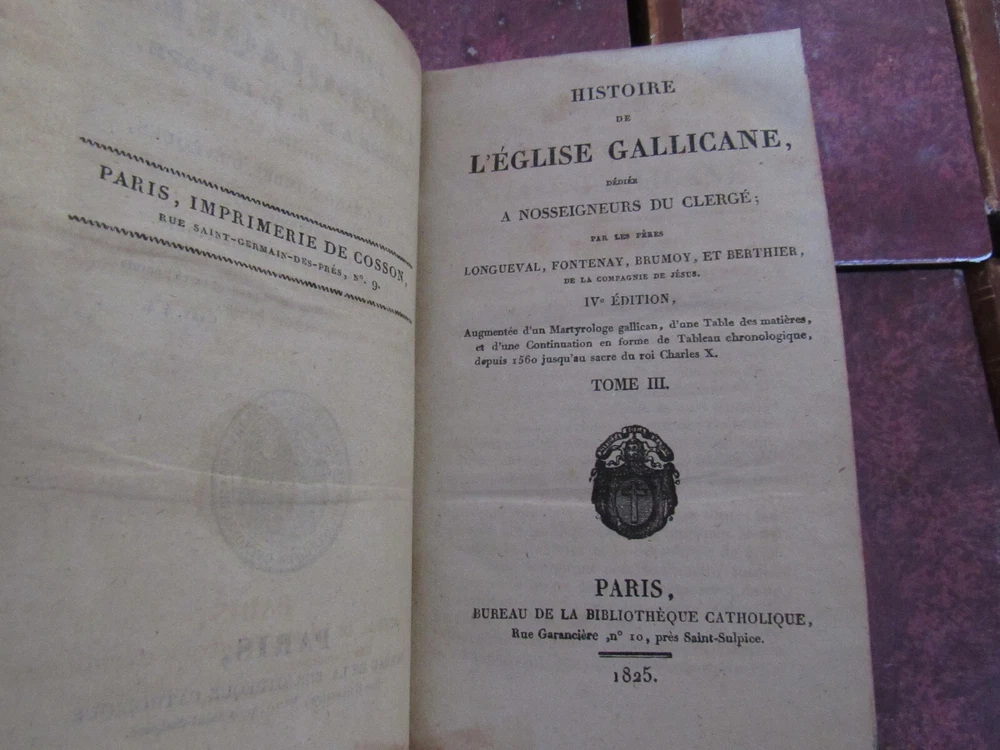 PARIS, IMPRIMERIE DE COSSON,
RUE SAINT-GERMAIN-DES-PRÉS, No. 9.
HISTOIRE
DE
L'ÉGLISE GALLICANE,
DÉDIÉE
A NOSSEIGNEURS DU CLERGÉ;
PAR LES PÈRES
LONGUEVAL, FONTENAY, BRUMOY, ET BERTHIER,
DE LA COMPAGNIE DE JÉSUS.
IVe ÉDITION,
Augmentée d'un Martyrologe gallican, d'une Table des matières,
et d'une Continuation en forme de Tableau chronologique,
depuis 1560 jusqu'au sacre du roi Charles X.
TOME III.
PARIS,
BUREAU DE LA BIBLIOTHÈQUE CATHOLIQUE,
Rue Garancière ,n° 10, près Saint-Sulpice.
1825.